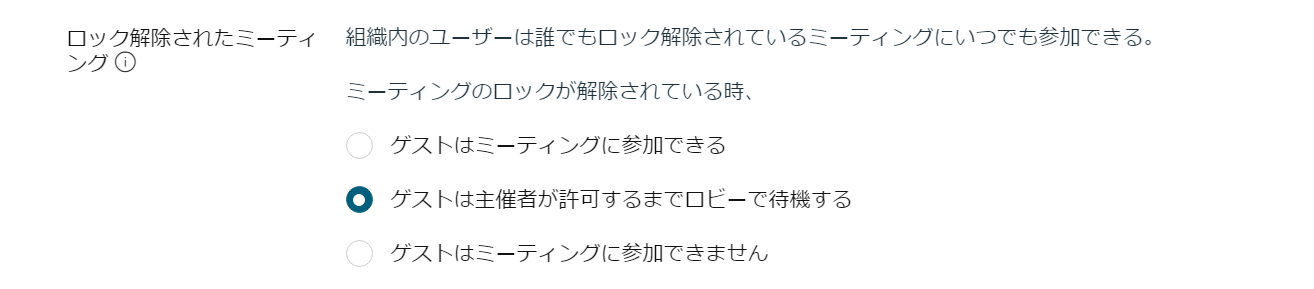 ロック解除されたミーティ
ング
組織内のユーザーは誰でもロック解除されているミーティングにいつでも参加できる。
ミーティングのロックが解除されている時、
ゲストはミーティングに参加できる
ゲストは主催者が許可するまでロビーで待機する
ゲストはミーティングに参加できません